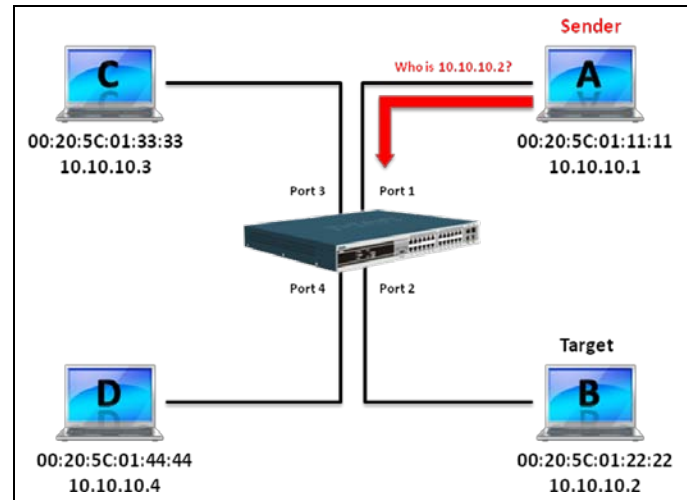 Sender
Who is 10.10.10.2?
C
A
00:20:5C:01:33:33
10.10.10.3
00:20:5C:01:11:11
10.10.10.1
Port 3
Port 1
Port 4
Port 2
Target
D
B
00:20:5C:01:44:44
10.10.10.4
00:20:5C:01:22:22
10.10.10.2